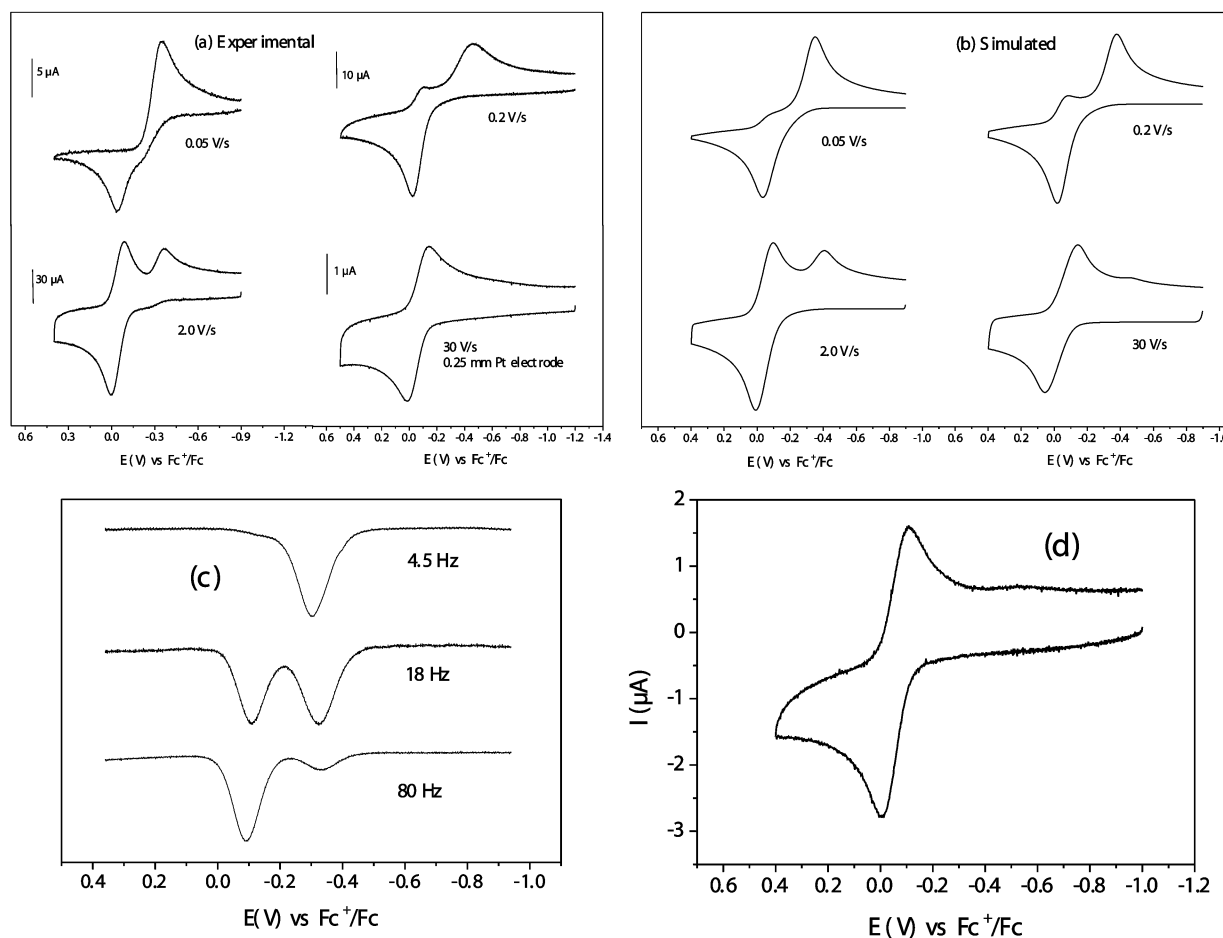 (a) Experimental
5 µA
0.05 V/s
10 µA
0.2 V/s
30 µA
2.0 V/s
1 µA
30 V/s
0.25 mm Pt electrode
0.6 0.3 0.0 -0.3 -0.6 -0.9 -1.2
0.6 0.4 0.2 0.0 -0.2 -0.4 -0.6 -0.8 -1.0 -1.2 -1.4
E (V) vs Fc+/Fc
E (V) vs Fc+/Fc
(b) Simulated
0.05 V/s
0.2 V/s
2.0 V/s
30 V/s
0.6 0.4 0.2 0.0 -0.2 -0.4 -0.6 -0.8
0.6 0.4 0.2 0.0 -0.2 -0.4 -0.6 -0.8 -1.0
E (V) vs Fc+/Fc
E (V) vs Fc+/Fc
(c)
4.5 Hz
18 Hz
80 Hz
0.4 0.2 0.0 -0.2 -0.4 -0.6 -0.8 -1.0
E(V) vs Fc+/Fc
(d)
2
1
0
-1
-2
-3
I (µA)
0.4 0.2 0.0 -0.2 -0.4 -0.6 -0.8 -1.0 -1.2
E (V) vs Fc+/Fc